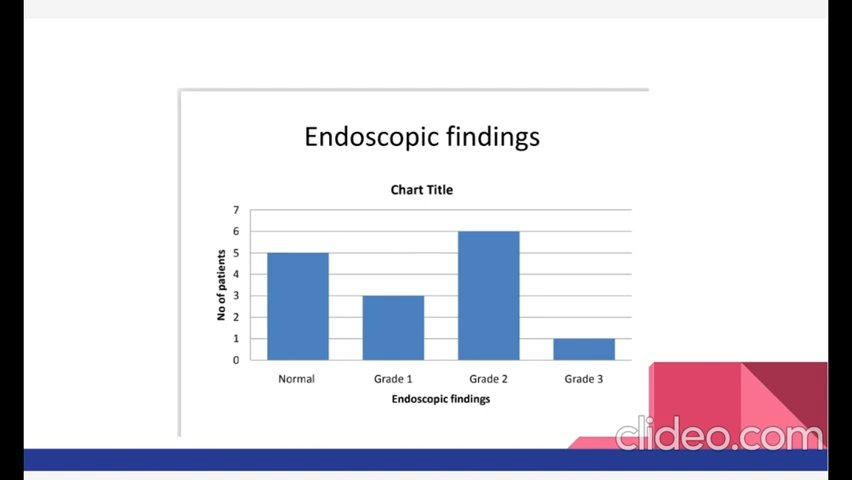 Endoscopic findings
Chart Title
7
6
5
4
3
2
1
0
No of patients
Normal Grade 1 Grade 2 Grade 3
Endoscopic findings
clideo.com